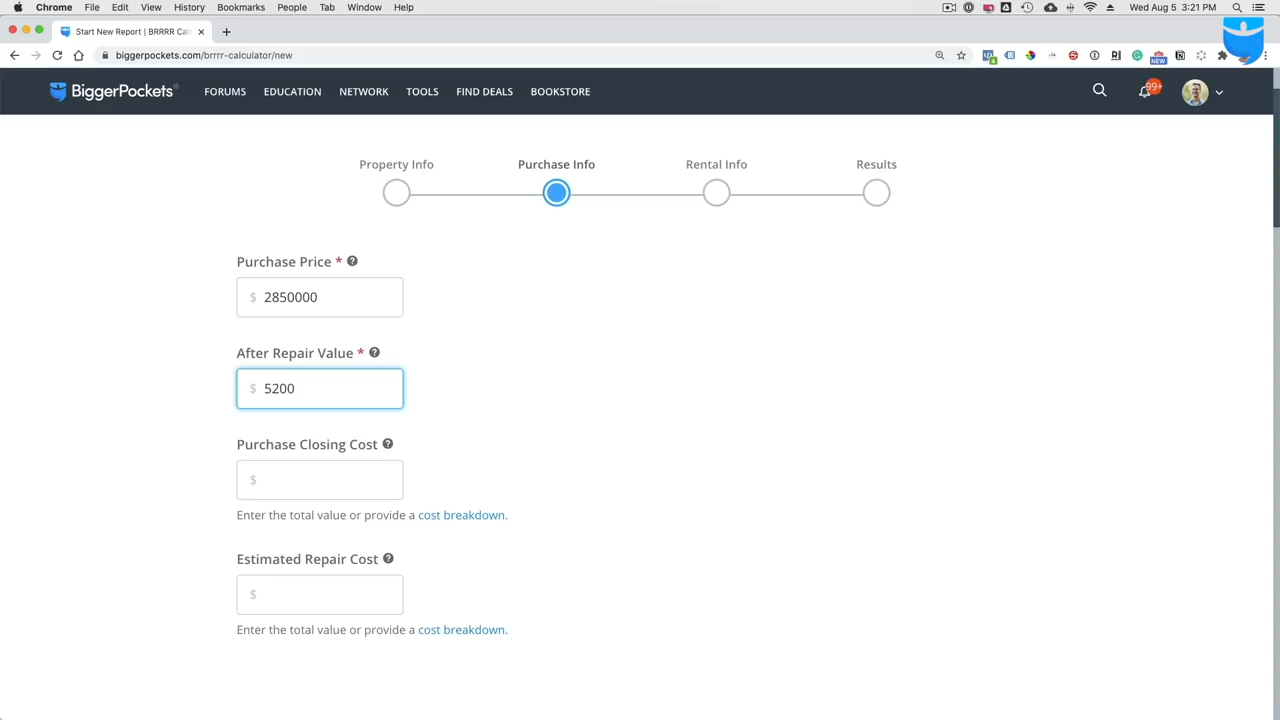 Chrome File Edit View History Bookmarks People Tab Window Help Wed Aug 5 3:21 PM
Start New Report | BRRRR Calc
biggerpockets.com/brrrr-calculator/new
NEW
BiggerPockets FORUMS EDUCATION NETWORK TOOLS FIND DEALS BOOKSTORE 99+
Property Info Purchase Info Rental Info Results
Purchase Price *
$ 2850000
After Repair Value *
$ 5200
Purchase Closing Cost
$
Enter the total value or provide a cost breakdown.
Estimated Repair Cost
$
Enter the total value or provide a cost breakdown.